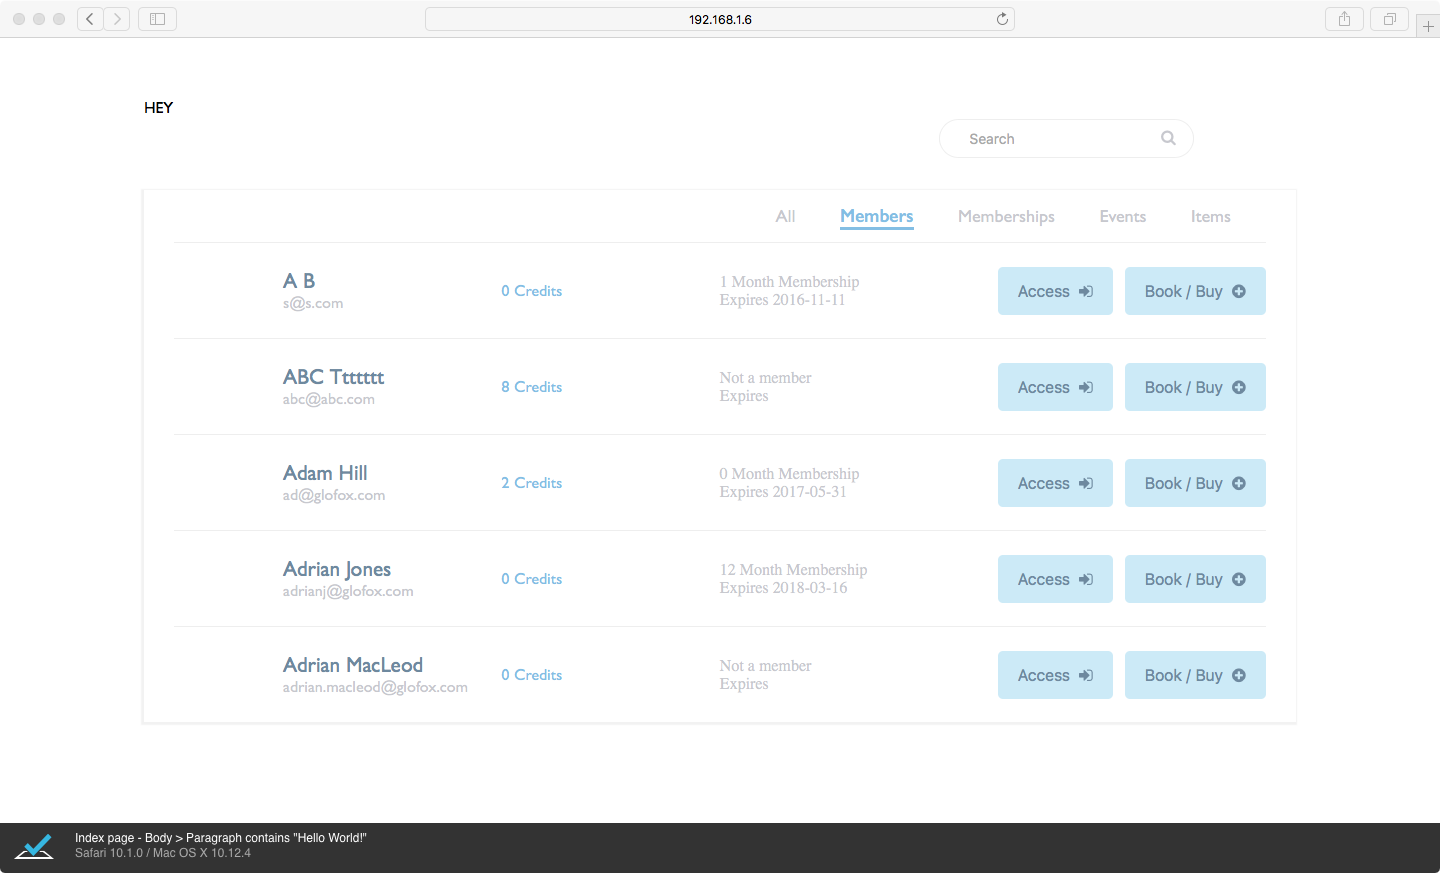 192.168.1.6
HEY
Search
All Members Memberships Events Items
A B
s@s.com
0 Credits
1 Month Membership
Expires 2016-11-11
Access
Book / Buy
ABC Ttttttt
abc@abc.com
8 Credits
Not a member
Expires
Access
Book / Buy
Adam Hill
ad@glofox.com
2 Credits
0 Month Membership
Expires 2017-05-31
Access
Book / Buy
Adrian Jones
adrianj@glofox.com
0 Credits
12 Month Membership
Expires 2018-03-16
Access
Book / Buy
Adrian MacLeod
adrian.macleod@glofox.com
0 Credits
Not a member
Expires
Access
Book / Buy
Index page - Body > Paragraph contains "Hello World!"
Safari 10.1.0 / Mac OS X 10.12.4